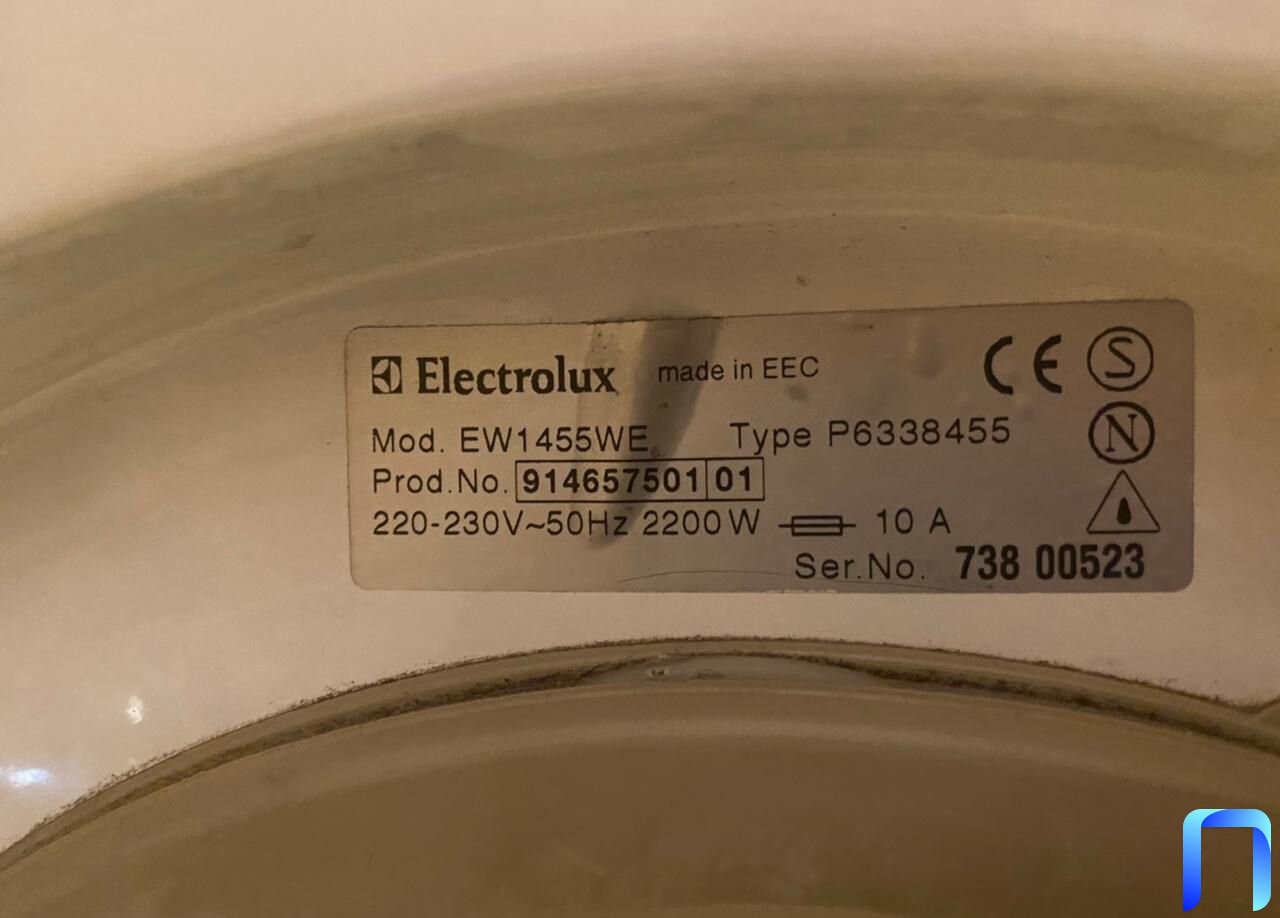 Electrolux made in EEC CE S
Mod. EW1455WE Type P6338455 N
Prod.No. 914657501 01
220-230V~50Hz 2200W 10 A
Ser.No. 738 00523